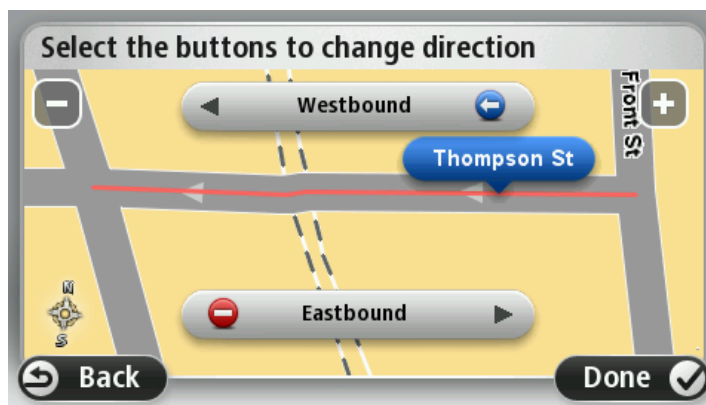 Select the buttons to change direction
Westbound
Front St
Thompson St
N
S
Eastbound
Back
Done